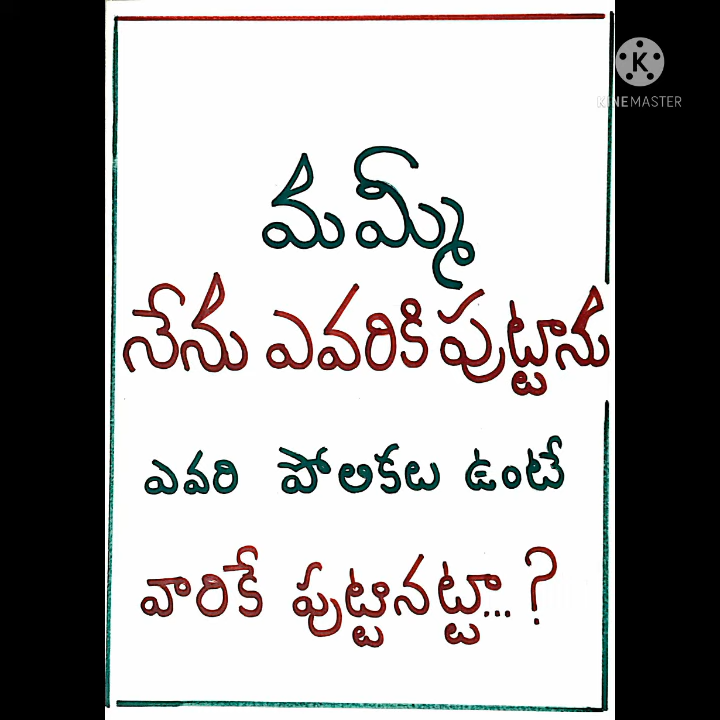 KINEMASTER
మమ్మీ
నేను ఎవరికి పుట్టాను
ఎవరి పోలికలు ఉంటే
వారికే పుట్టినట్టా...?